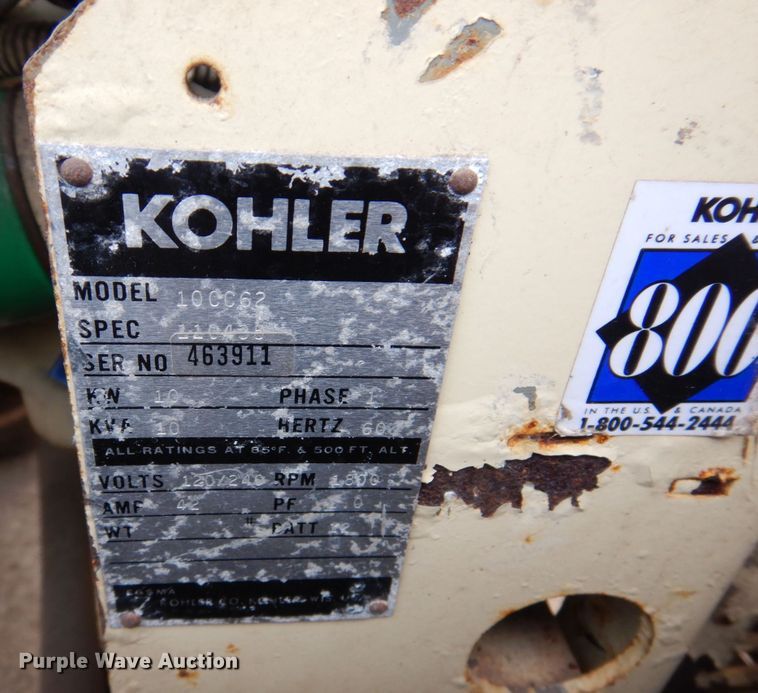 KOHLER
MODEL 10CC62
SPEC
SER NO 463911
KW 10 PHASE 1
KVA 10 HERTZ 60
ALL RATINGS AT 85°F. & 500 FT. ALT.
VOLTS 120/240 RPM 1800
AMP 42 PF
WT # BATT
KOHLER CO.
KOH
FOR SALES &
800
IN THE U.S. & CANADA
1-800-544-2444
Purple Wave Auction